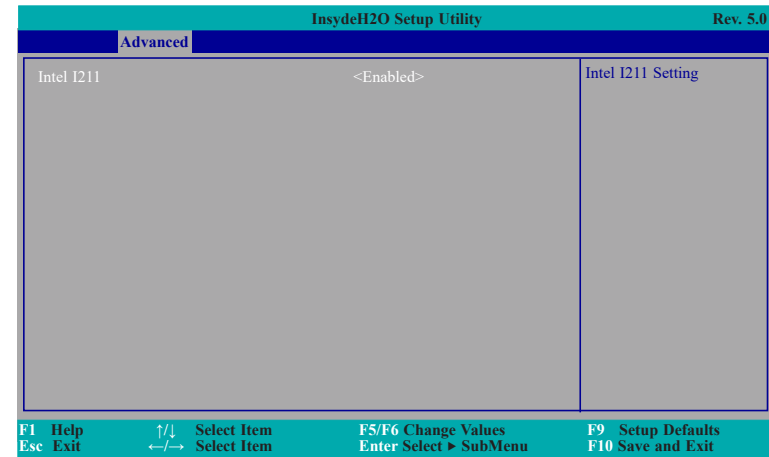 InsydeH2O Setup Utility Rev. 5.0
Advanced
Intel I211 <Enabled> Intel I211 Setting
F1 Help ↑/↓ Select Item F5/F6 Change Values F9 Setup Defaults
Esc Exit ←/→ Select Item Enter Select ▶ SubMenu F10 Save and Exit